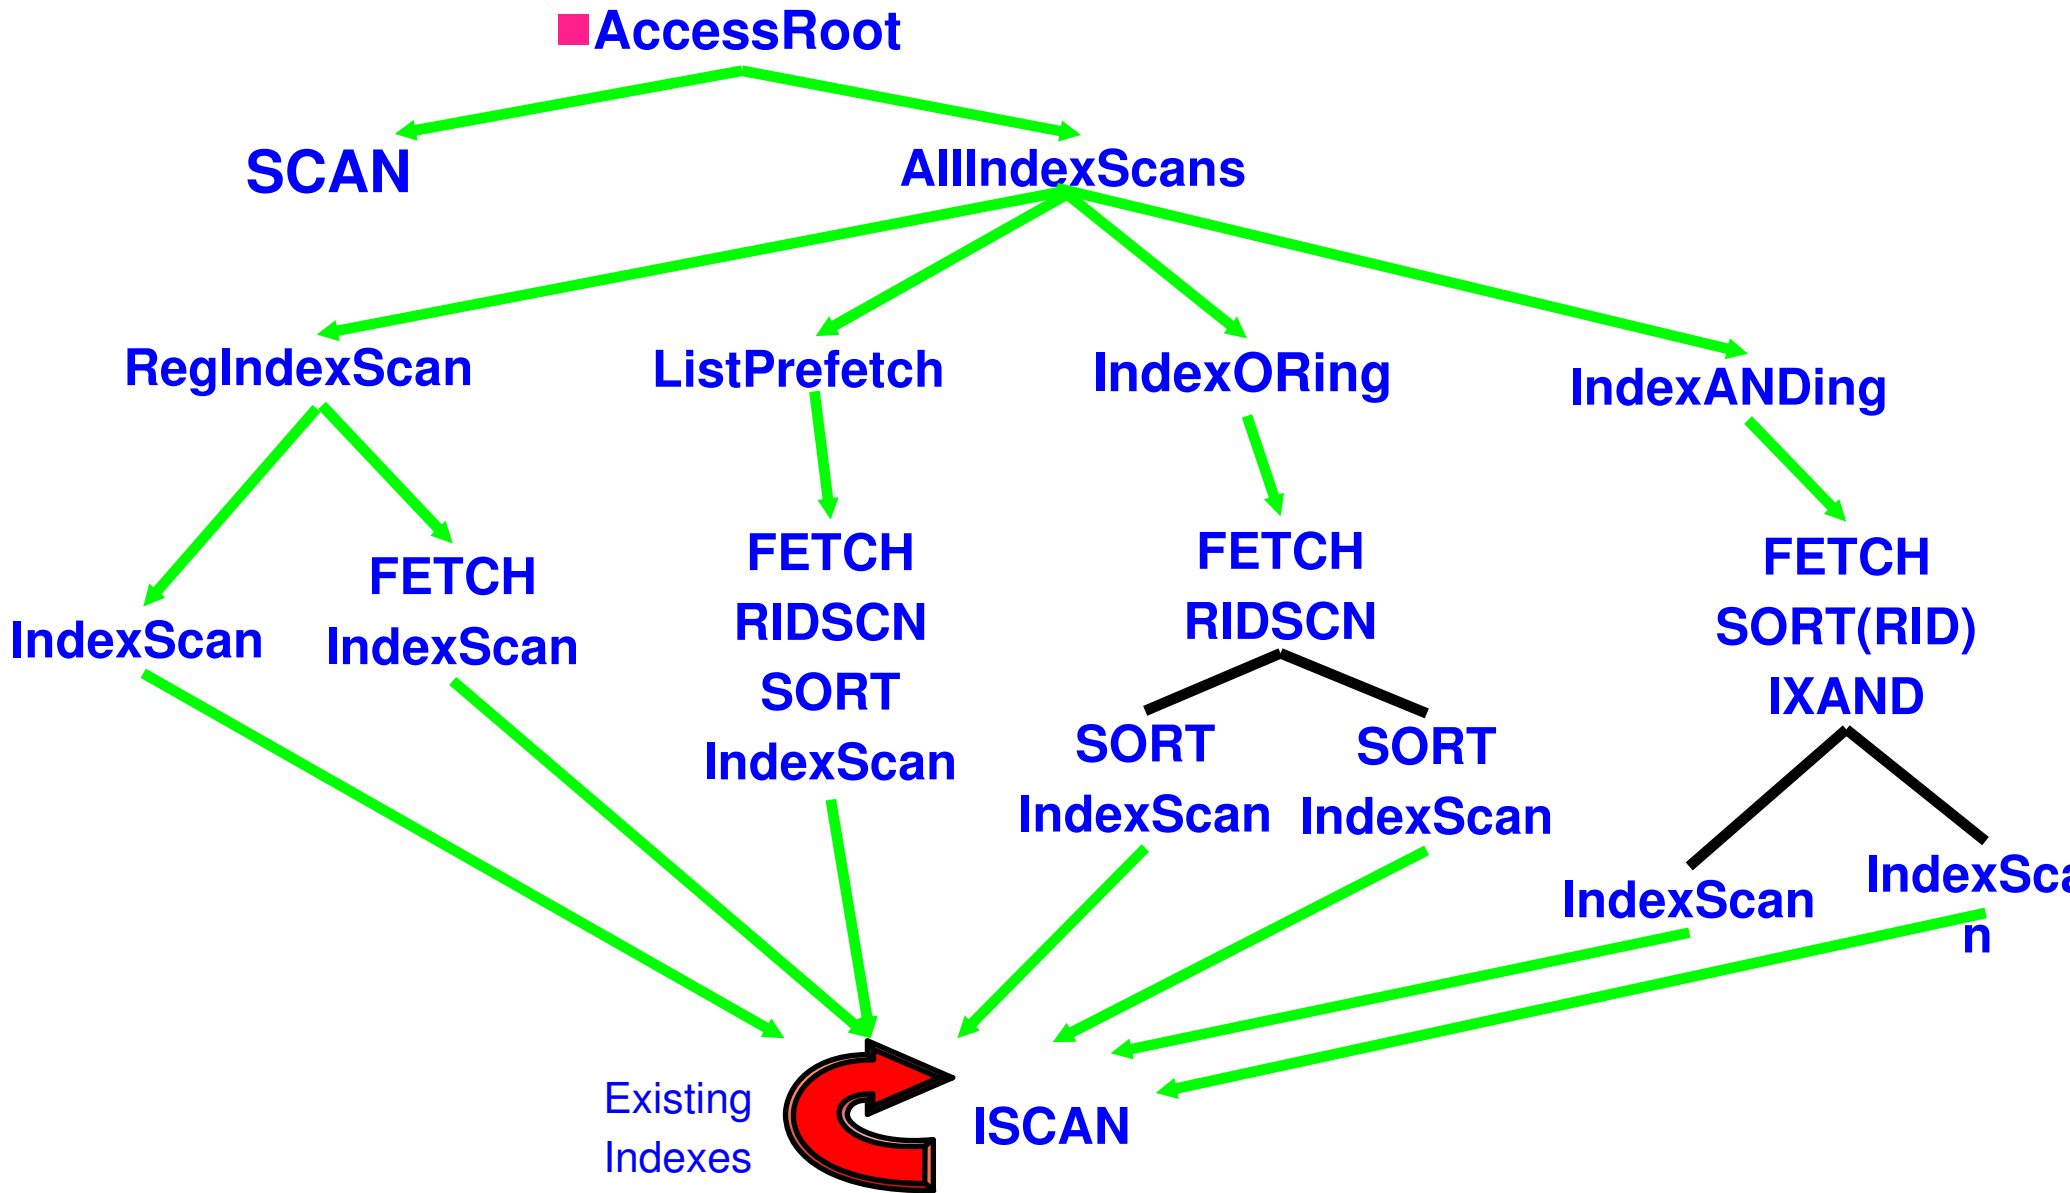 AccessRoot
SCAN
AllIndexScans
RegIndexScan
ListPrefetch
IndexORing
IndexANDing
IndexScan
FETCH
IndexScan
FETCH
RIDSCN
SORT
IndexScan
FETCH
RIDSCN
SORT
IndexScan
SORT
IndexScan
FETCH
SORT(RID)
IXAND
IndexScan
IndexSca
n
Existing
Indexes
ISCAN